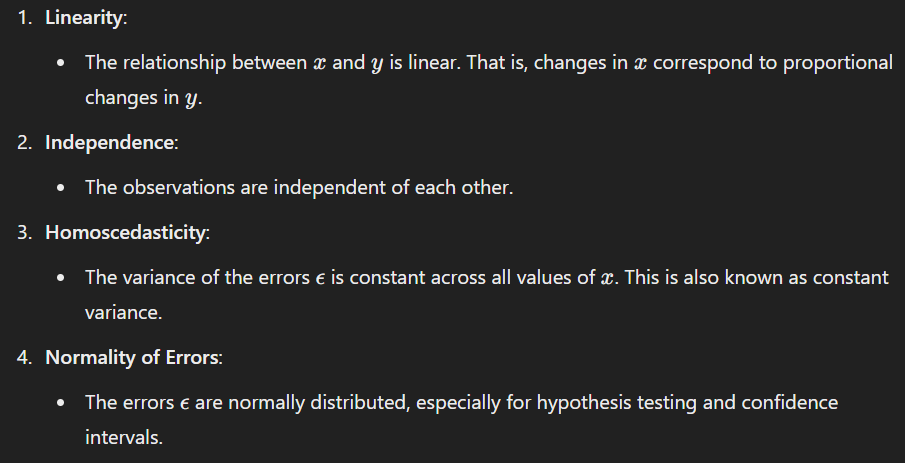 1. Linearity:
• The relationship between x and y is linear. That is, changes in x correspond to proportional
changes in y.
2. Independence:
• The observations are independent of each other.
3. Homoscedasticity:
• The variance of the errors ϵ is constant across all values of x. This is also known as constant
variance.
4. Normality of Errors:
• The errors ϵ are normally distributed, especially for hypothesis testing and confidence
intervals.